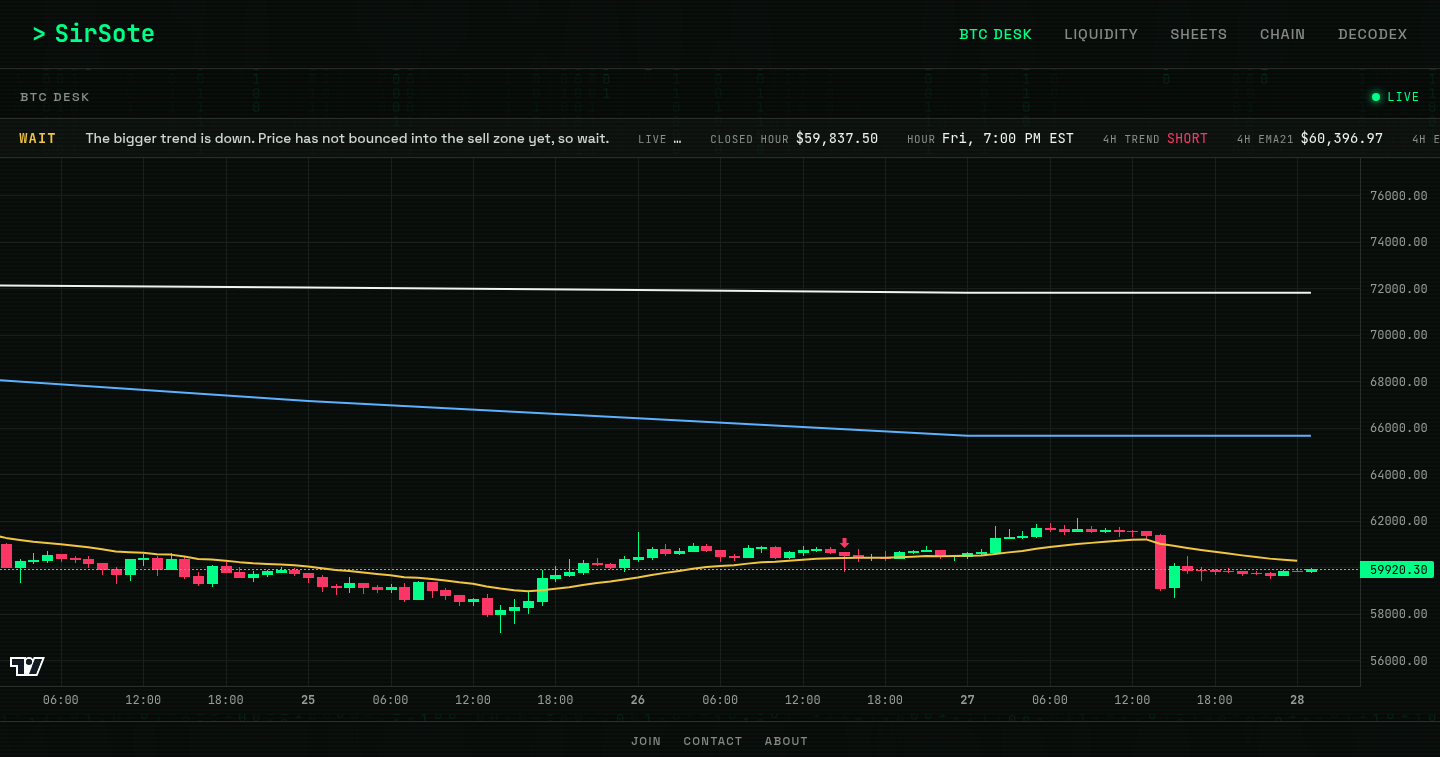 > SirSote
BTC DESK LIQUIDITY SHEETS CHAIN DECODEX
BTC DESK
LIVE
WAIT The bigger trend is down. Price has not bounced into the sell zone yet, so wait. LIVE … CLOSED HOUR $59,837.50 HOUR Fri, 7:00 PM EST 4H TREND SHORT 4H EMA21 $60,396.97 4H E
76000.00
74000.00
72000.00
70000.00
68000.00
66000.00
64000.00
62000.00
59920.30
58000.00
56000.00
06:00 12:00 18:00 25 06:00 12:00 18:00 26 06:00 12:00 18:00 27 06:00 12:00 18:00 28
JOIN CONTACT ABOUT